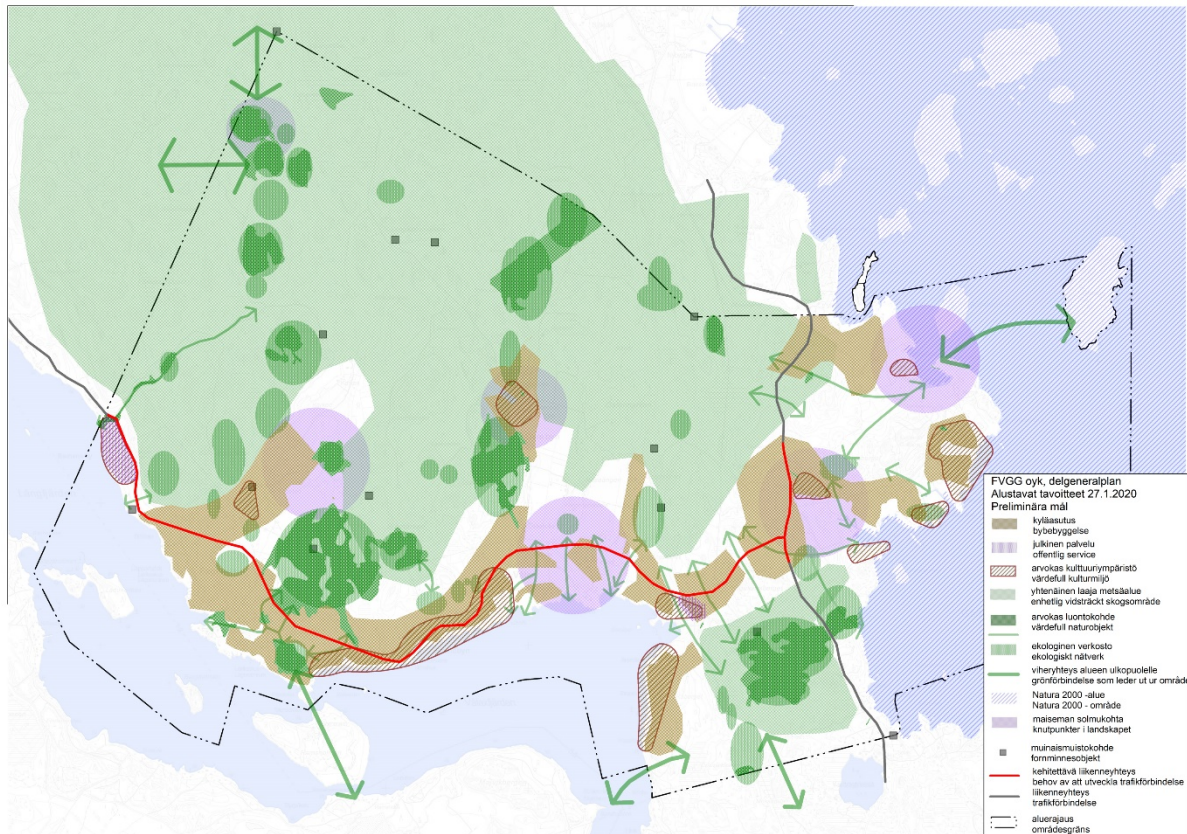 FVGG oyk, delgeneralplan
Alustavat tavoitteet 27.1.2020
Preliminära mål
kyläasutus
bybebyggelse
julkinen palvelu
offentlig service
arvokas kulttuuriympäristö
värdefull kulturmiljö
yhtenäinen laaja metsäalue
enhetlig vidsträckt skogsområde
arvokas luontokohde
värdefull naturobjekt
ekologinen verkosto
ekologiskt nätverk
viheryhteys alueen ulkopuolelle
grönförbindelse som leder ut ur område
Natura 2000 -alue
Natura 2000 - område
maiseman solmukohta
knutpunkter i landskapet
muinaismuistokohde
fornminnesobjekt
kehitettävä liikenneyhteys
behov av att utveckla trafikförbindelse
liikenneyhteys
trafikförbindelse
aluerajaus
områdesgräns